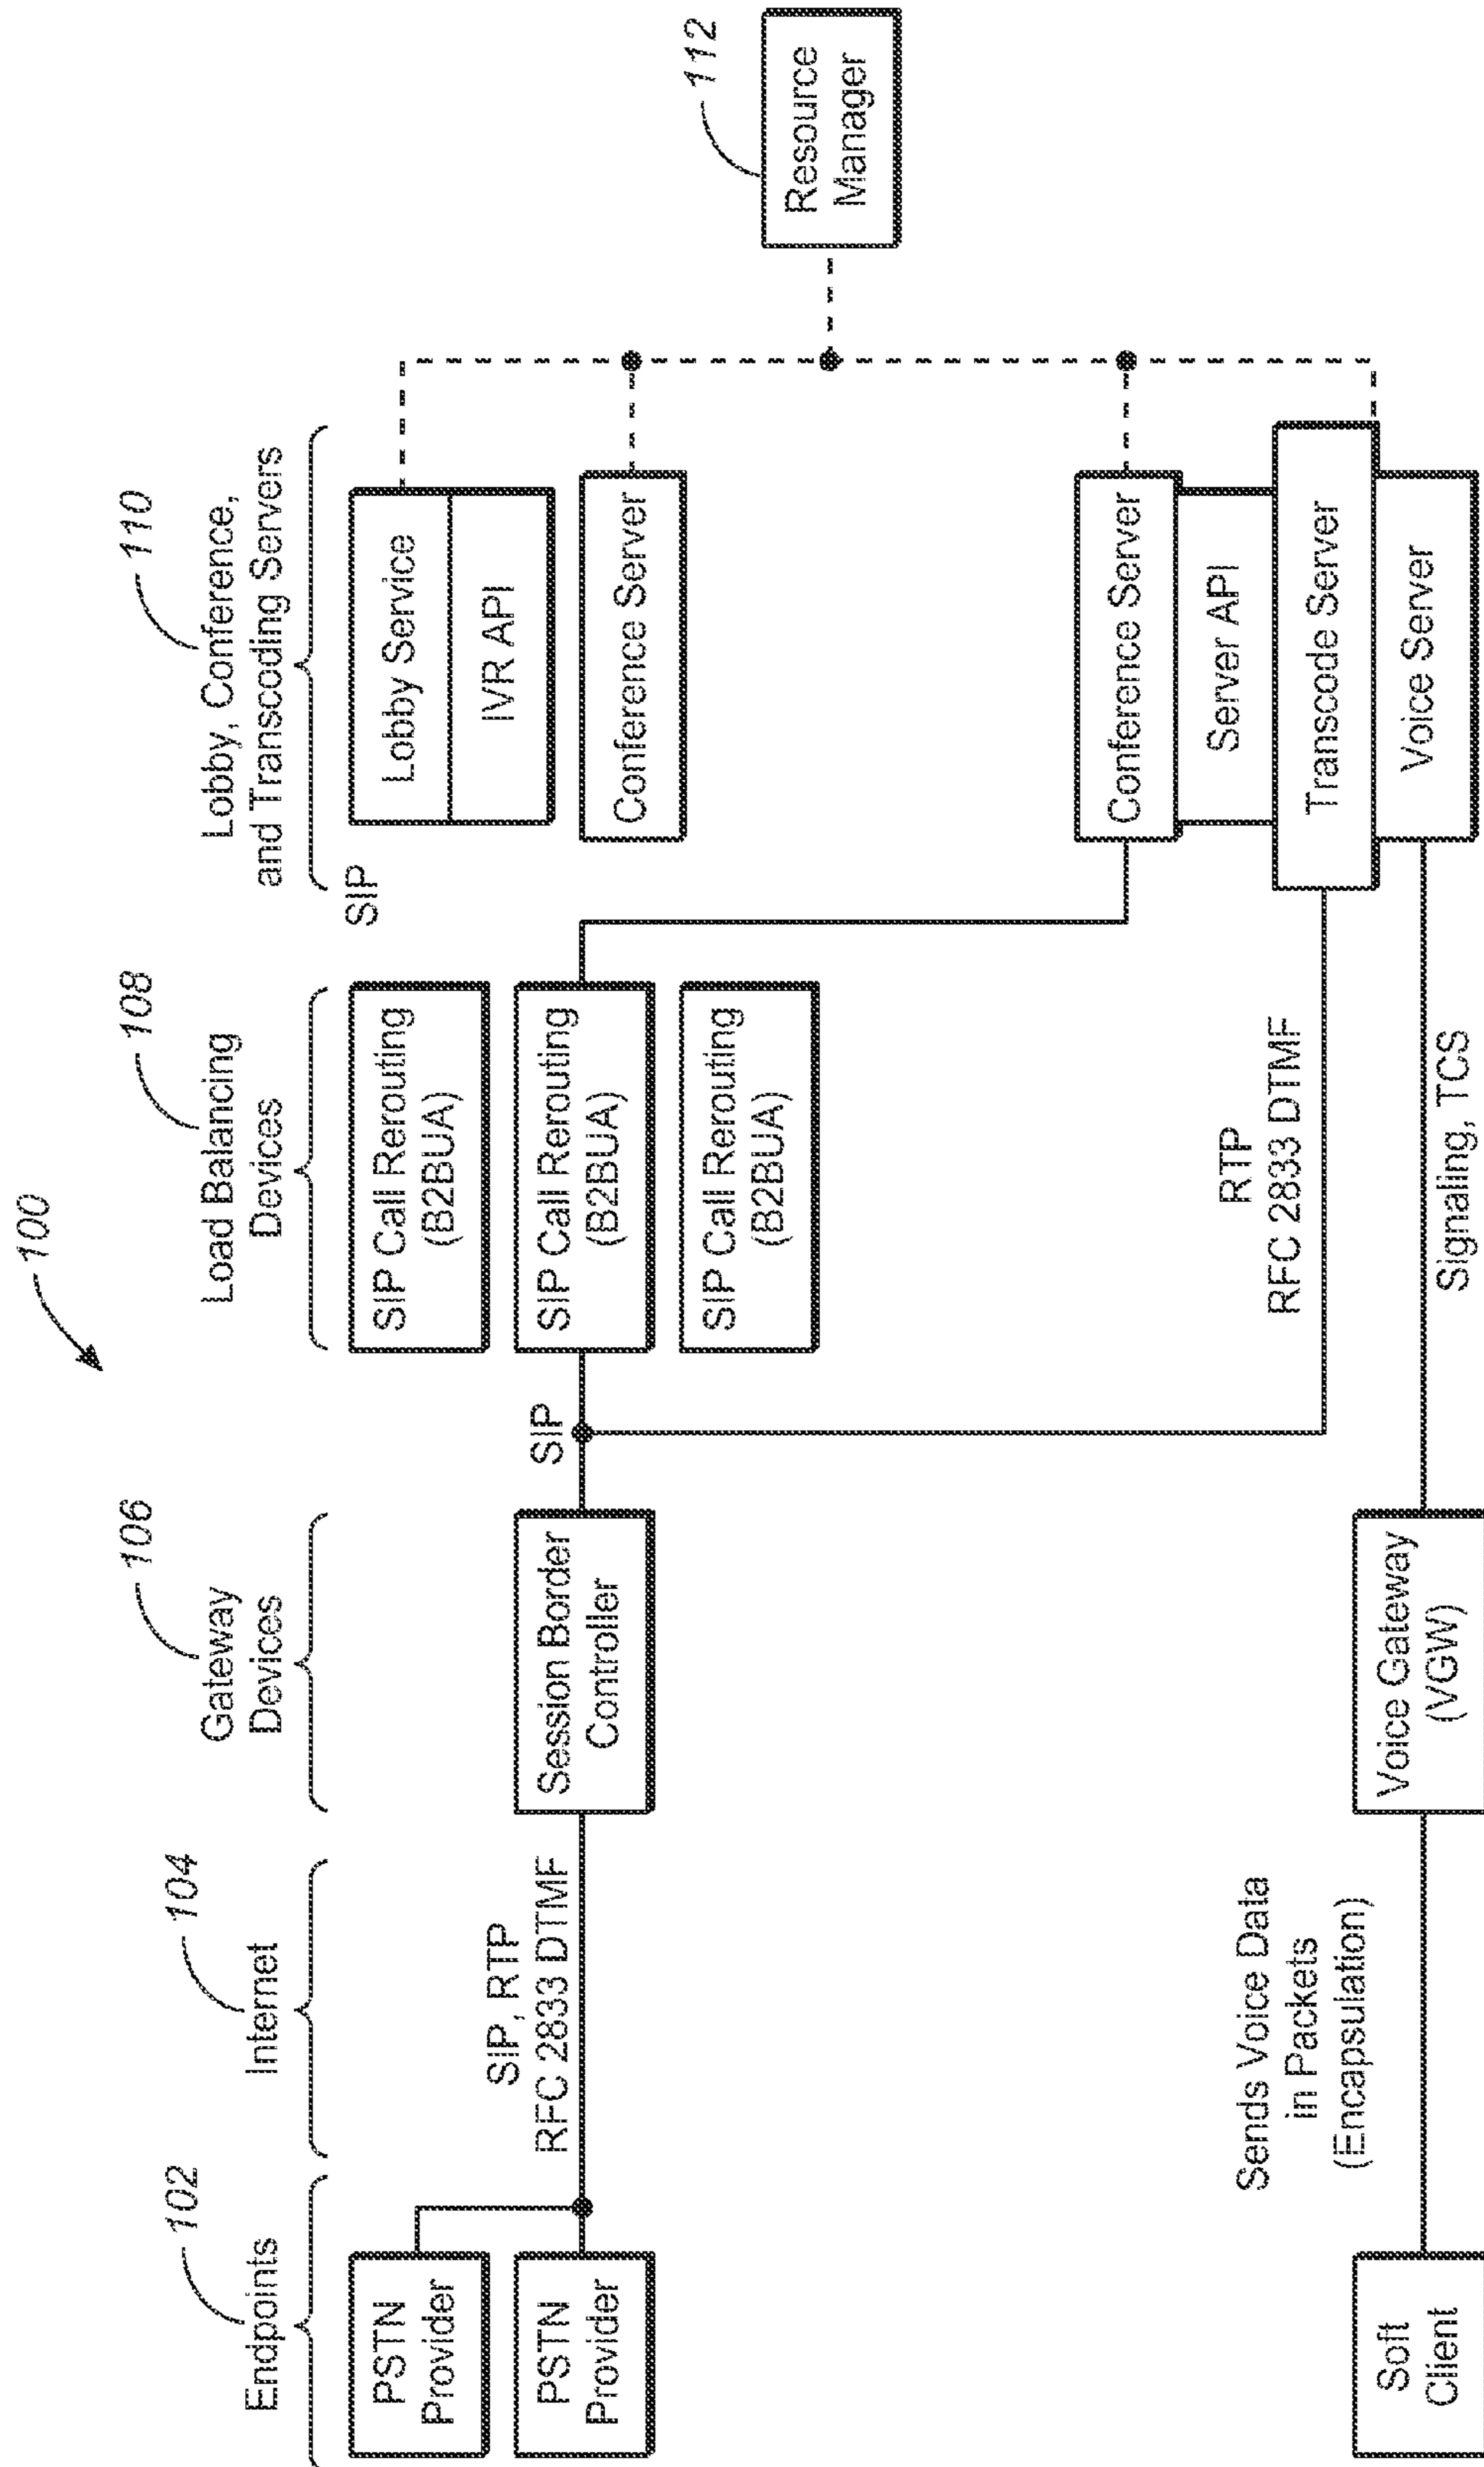 100
102
Endpoints
104
Internet
106
Gateway
Devices
108
Load Balancing
Devices
110
Lobby, Conference,
and Transcoding Servers
PSTN
Provider
PSTN
Provider
SIP, RTP
RFC 2833 DTMF
Session Border
Controller
SIP
SIP Call Rerouting
(B2BUA)
SIP Call Rerouting
(B2BUA)
SIP Call Rerouting
(B2BUA)
SIP
Lobby Service
IVR API
Conference Server
112
Resource
Manager
Conference Server
Server API
Transcode Server
Voice Server
RTP
RFC 2833 DTMF
Soft
Client
Sends Voice Data
in Packets
(Encapsulation)
Voice Gateway
(VGW)
Signaling, TCS